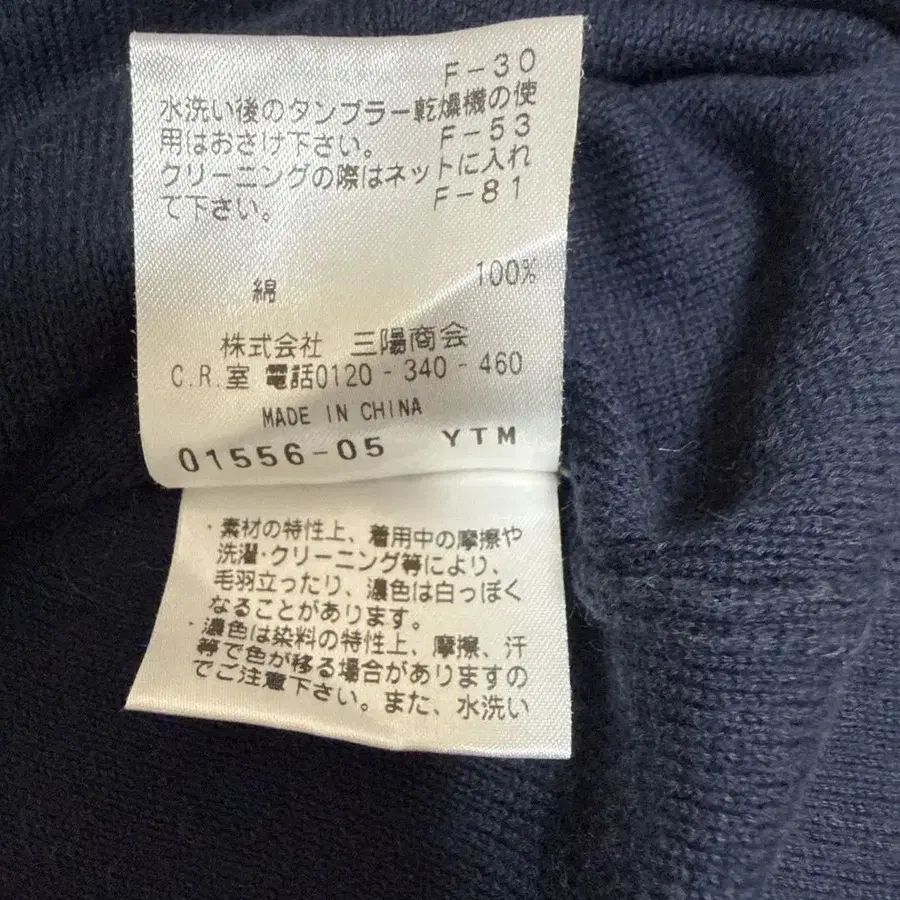 F-30
水洗い後のタンブラー乾燥機の使
用はおさけ下さい。 F-53
クリーニングの際はネットに入れ
て下さい。 F-81
綿 100%
株式会社 三陽商会
C.R.室 電話0120-340-460
MADE IN CHINA
01556-05 YTM
・素材の特性上、着用中の摩擦や
洗濯・クリーニング等により、
毛羽立ったり、濃色は白っぽく
なることがあります。
・濃色は染料の特性上、摩擦、汗
等で色が移る場合がありますの
でご注意下さい。また、水洗い